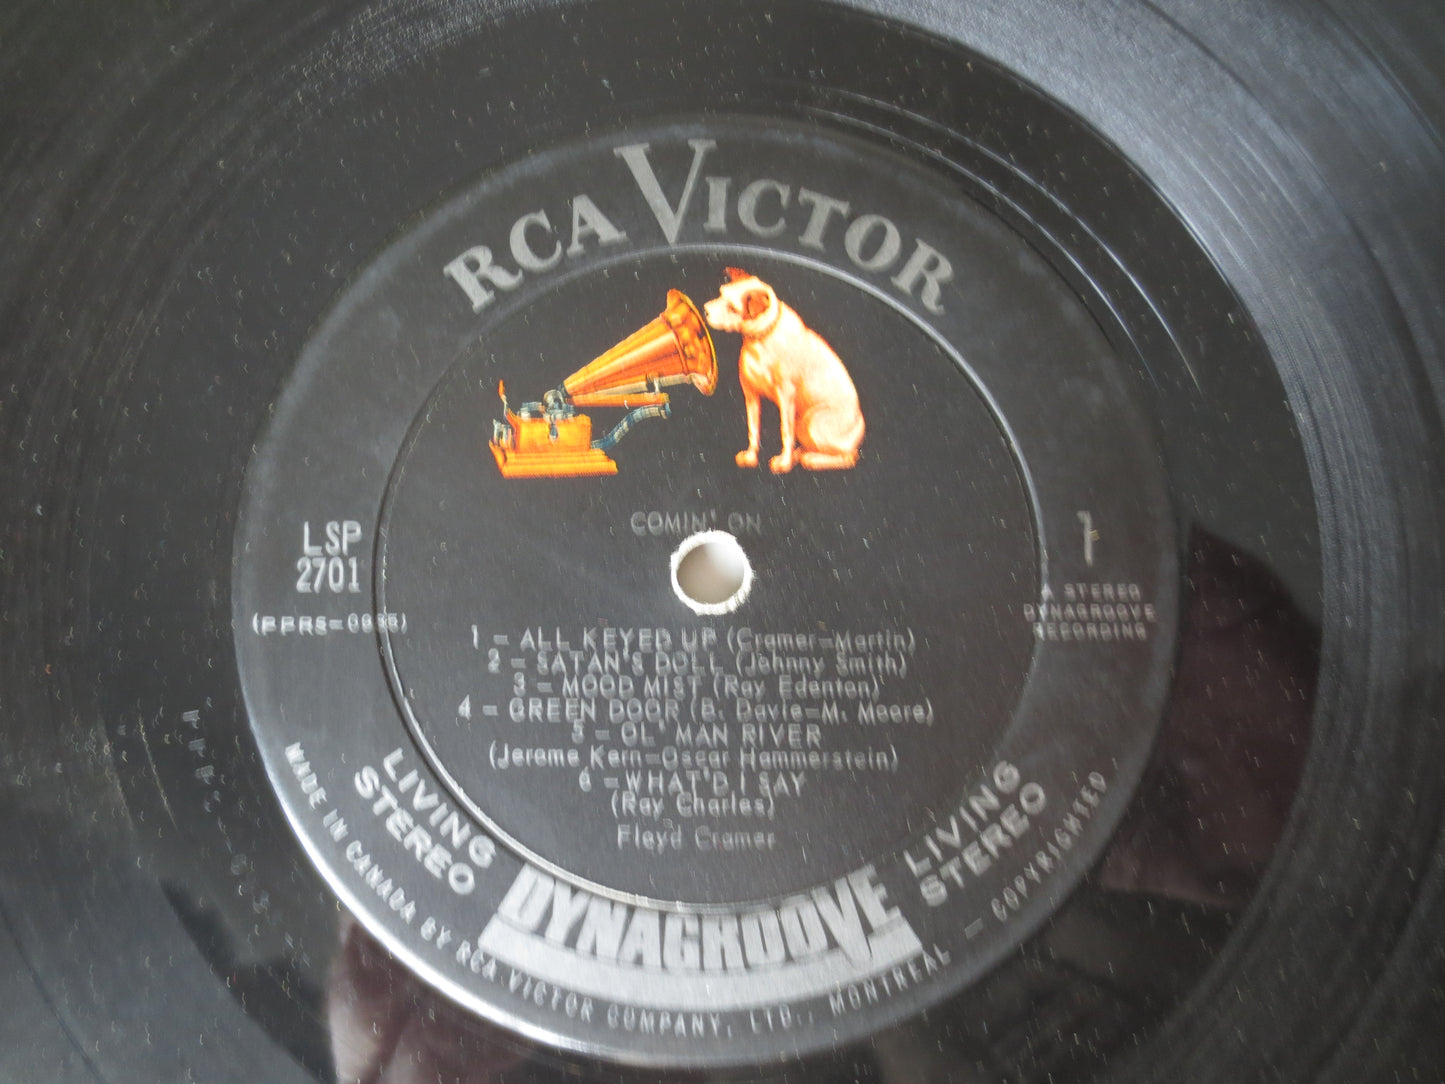 RCA VICTOR
COMIN' ON
LSP
2701
1
A STEREO
DYNAGROOVE
RECORDING
1 - ALL KEYED UP (Cramer-Martin)
2 - SATAN'S DOLL (Johnny Smith)
3 - MOOD MIST (Ray Edenton)
4 - GREEN DOOR (B. Davie-M. Moore)
5 - OL' MAN RIVER
(Jerome Kern-Oscar Hammerstein)
6 - WHAT'D I SAY
(Ray Charles)
Floyd Cramer
LIVING
STEREO
DYNAGROOVE
LIVING
STEREO
MADE IN CANADA BY RCA VICTOR COMPANY, LTD., MONTREAL - COPYRIGHTED